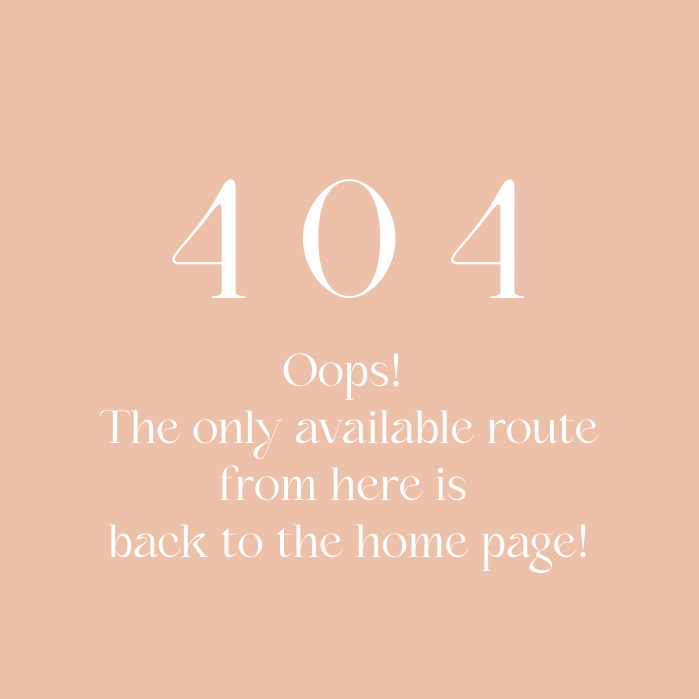 404
Oops!
The only available route
from here is
back to the home page!